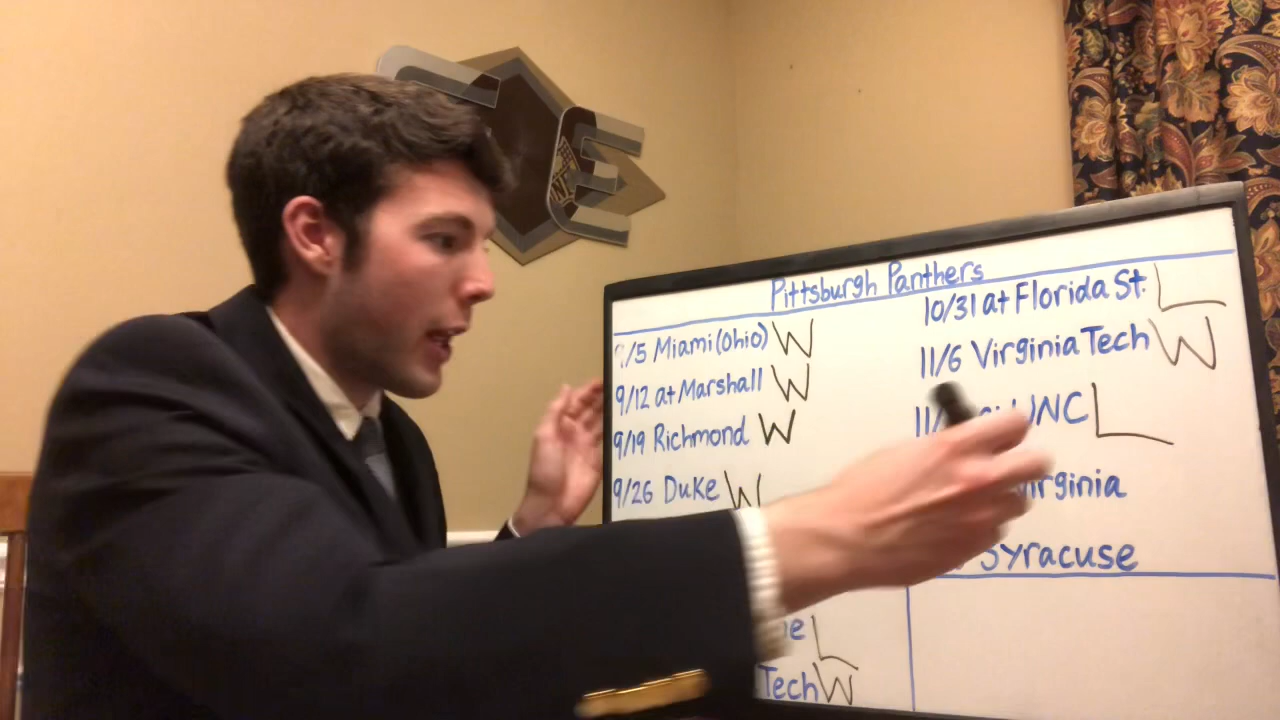 Pittsburgh Panthers
9/5 Miami (Ohio) W
9/12 at Marshall W
9/19 Richmond W
9/26 Duke W
L
Tech W
10/31 at Florida St. L
11/6 Virginia Tech W
UNC L
Virginia
Syracuse